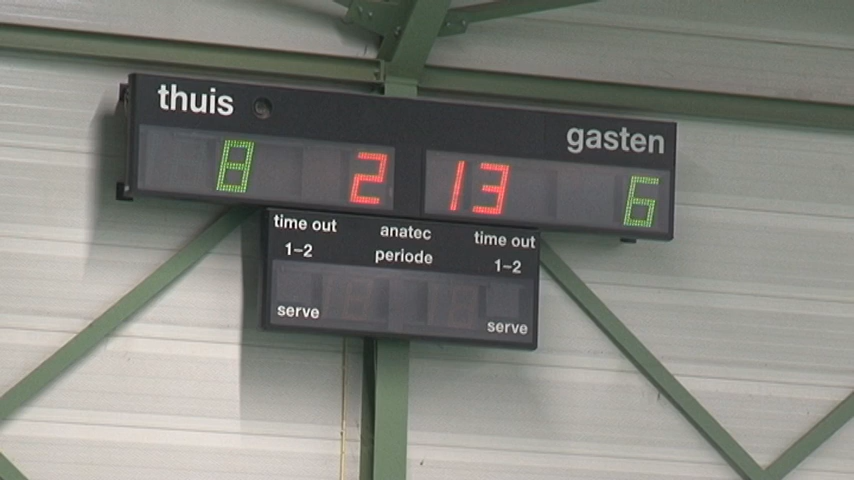 thuis
gasten
8 2 13 6
time out anatec time out
1-2 periode 1-2
serve serve